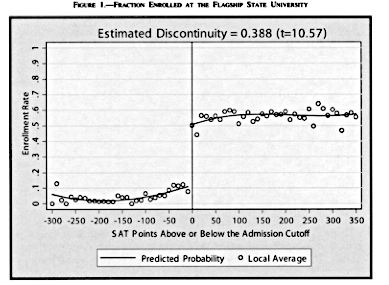 FIGURE 1.—FRACTION ENROLLED AT THE FLAGSHIP STATE UNIVERSITY
Estimated Discontinuity = 0.388 (t=10.57)
Enrollment Rate
1
.9
.8
.7
.6
.5
.4
.3
.2
.1
0
-300 -250 -200 -150 -100 -50 0 50 100 150 200 250 300 350
SAT Points Above or Below the Admission Cutoff
Predicted Probability Local Average